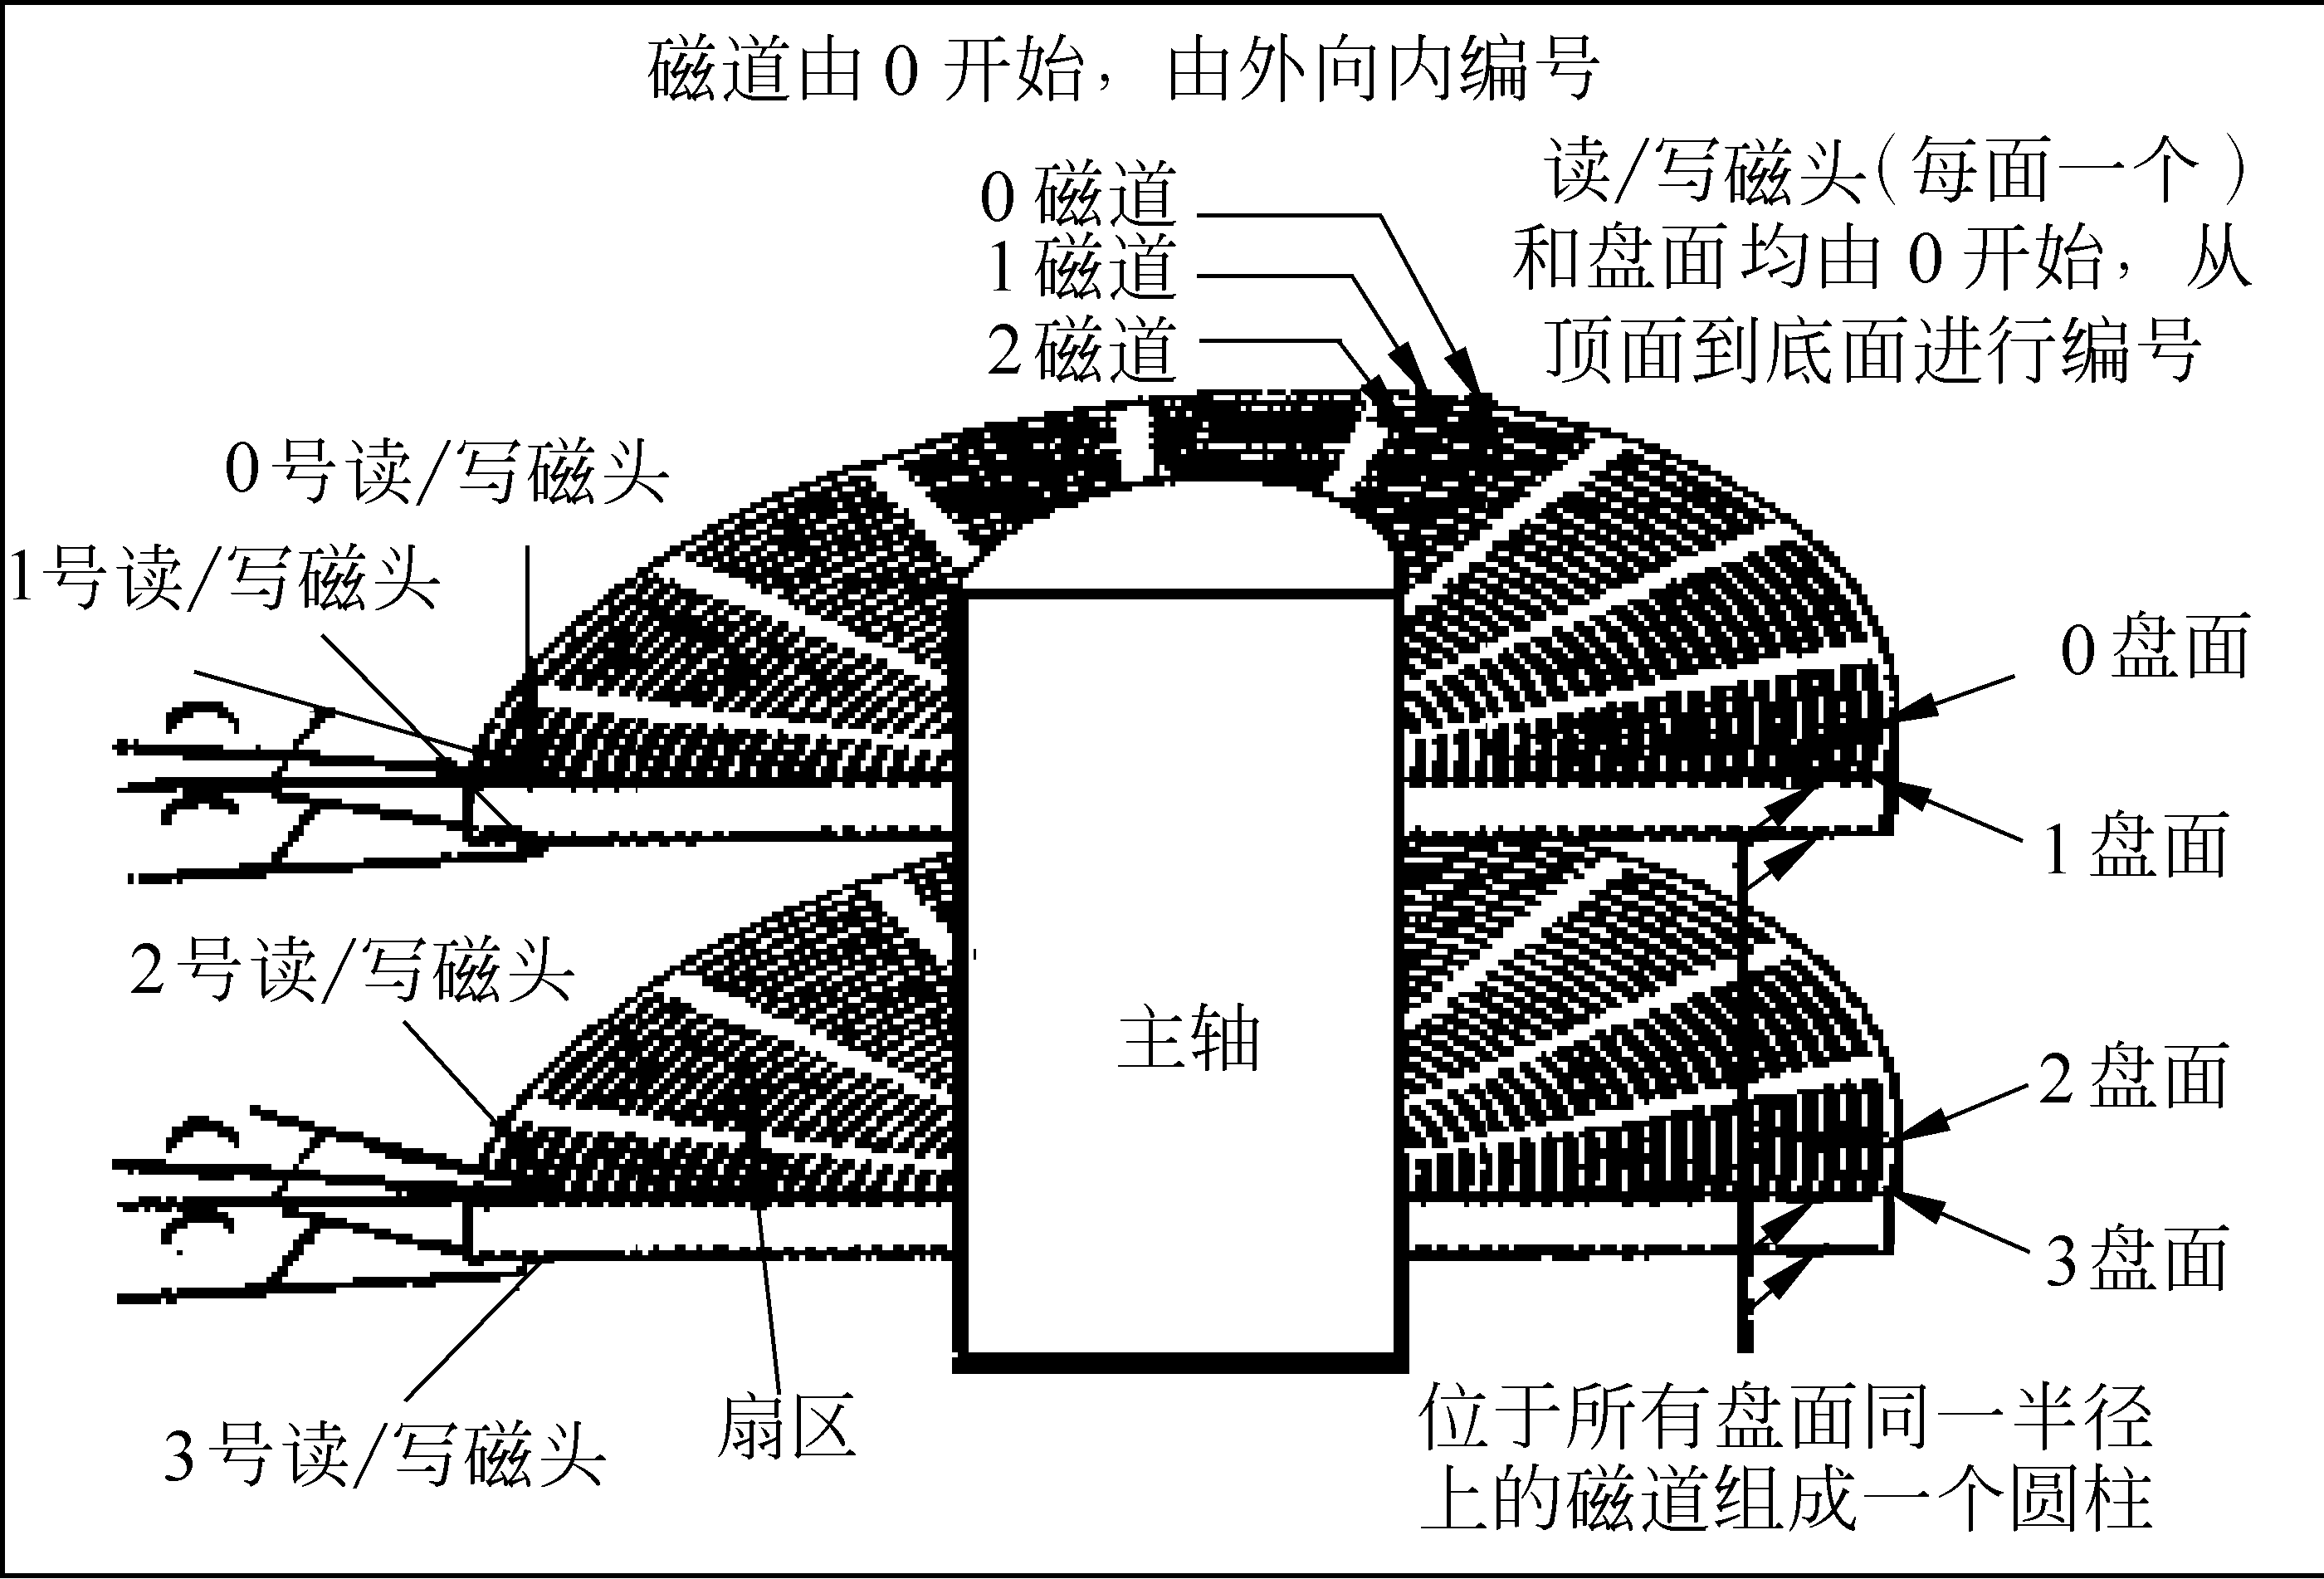 磁道由0开始，由外向内编号
读/写磁头(每面一个)
和盘面均由0开始，从
顶面到底面进行编号
0磁道
1磁道
2磁道
0号读/写磁头
1号读/写磁头
0盘面
1盘面
2号读/写磁头
主轴
2盘面
3盘面
3号读/写磁头
扇区
位于所有盘面同一半径
上的磁道组成一个圆柱